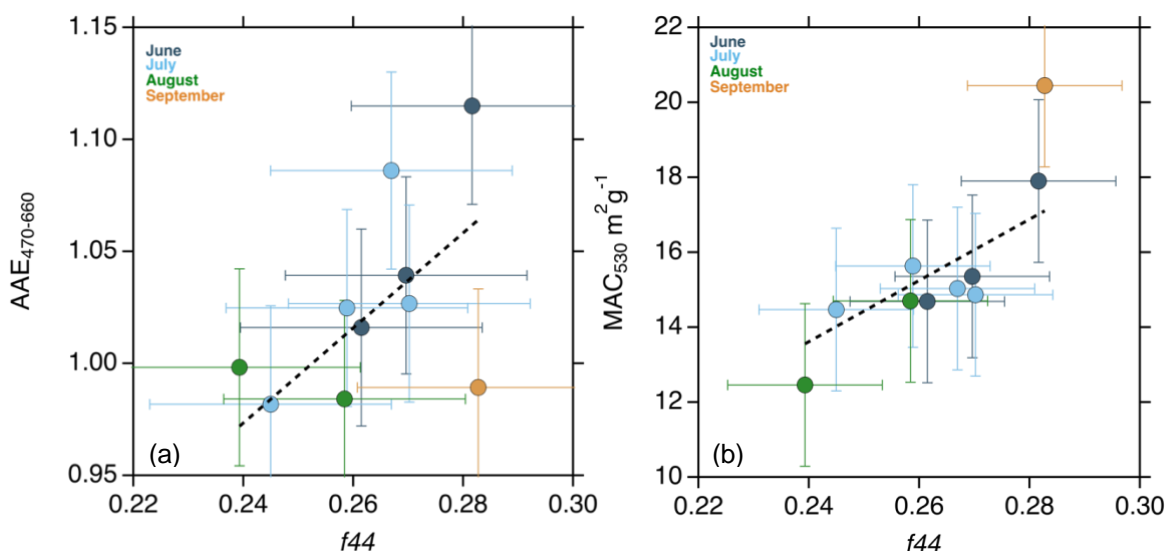 1.15
1.10
1.05
1.00
0.95
AAE470-660
June
July
August
September
(a)
0.22
0.24
0.26
0.28
0.30
f44
22
20
18
16
14
12
10
MAC530 m2g-1
June
July
August
September
(b)
0.22
0.24
0.26
0.28
0.30
f44